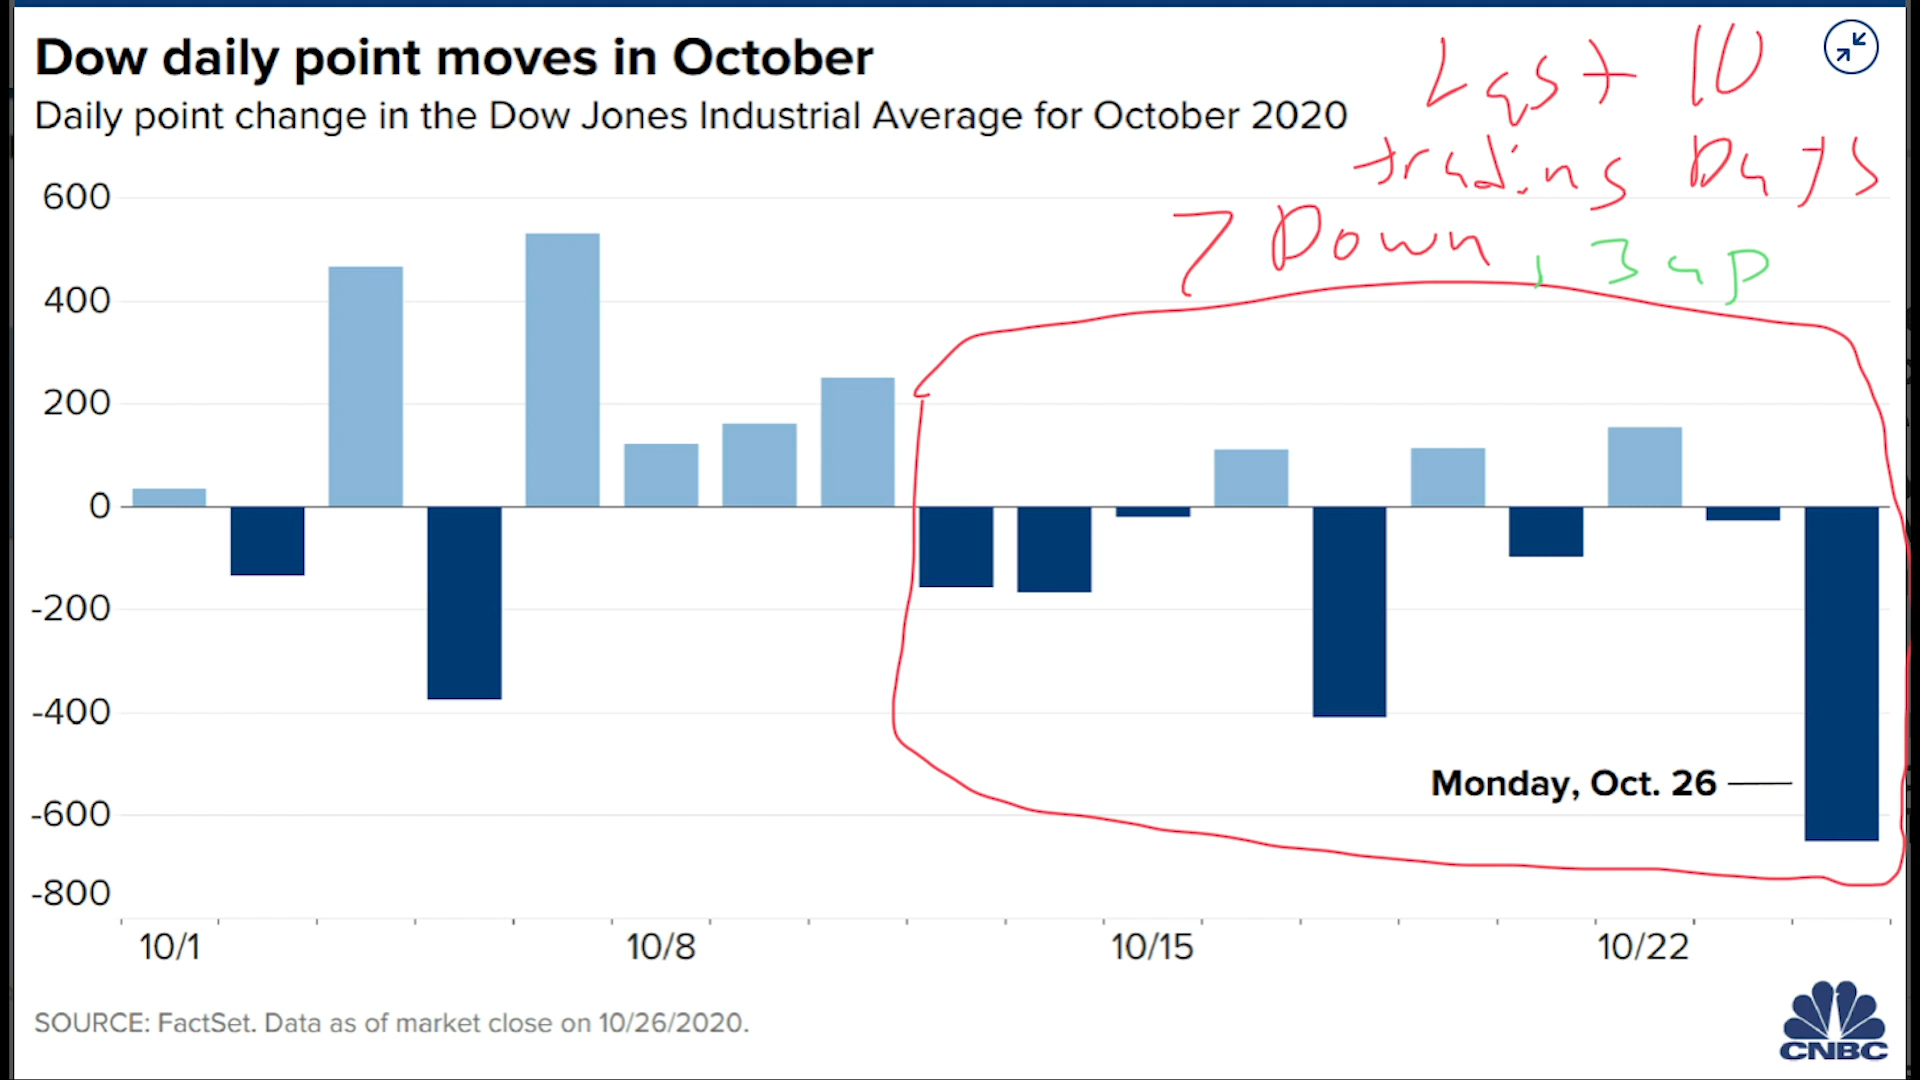 Dow daily point moves in October
Daily point change in the Dow Jones Industrial Average for October 2020
Last 10
trading Days
7 Down, 3 up
600
400
200
0
-200
-400
-600
-800
Monday, Oct. 26
10/1 10/8 10/15 10/22
SOURCE: FactSet. Data as of market close on 10/26/2020.
CNBC